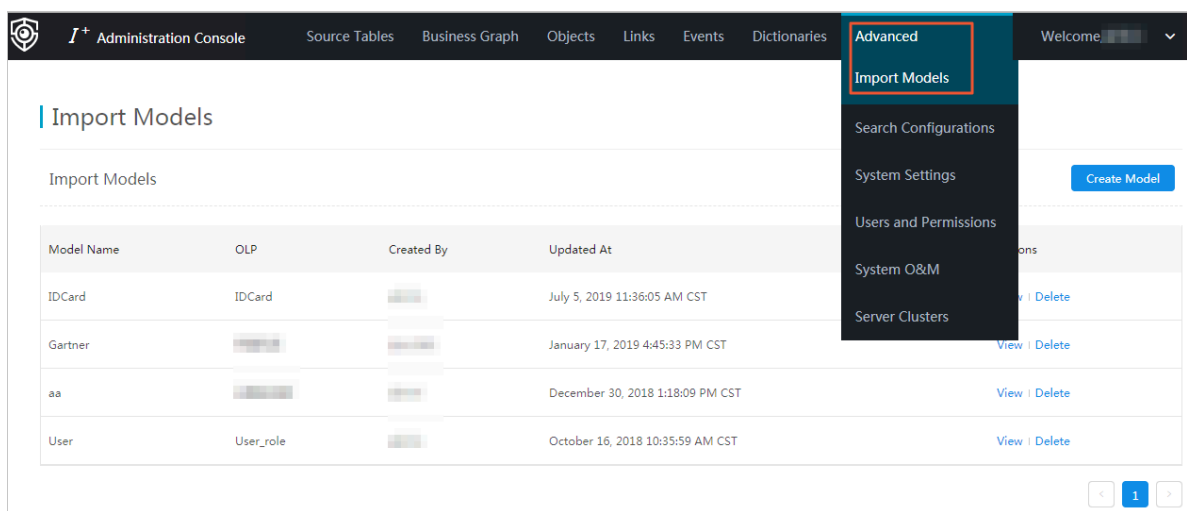 I+ Administration Console Source Tables Business Graph Objects Links Events Dictionaries Advanced Welcome,
Import Models
Import Models
Search Configurations
System Settings
Import Models Create Model
Users and Permissions
Model Name OLP Created By Updated At ons
System O&M
IDCard IDCard July 5, 2019 11:36:05 AM CST Delete
Server Clusters
Gartner January 17, 2019 4:45:33 PM CST View | Delete
aa December 30, 2018 1:18:09 PM CST View | Delete
User User_role October 16, 2018 10:35:59 AM CST View | Delete
< 1 >